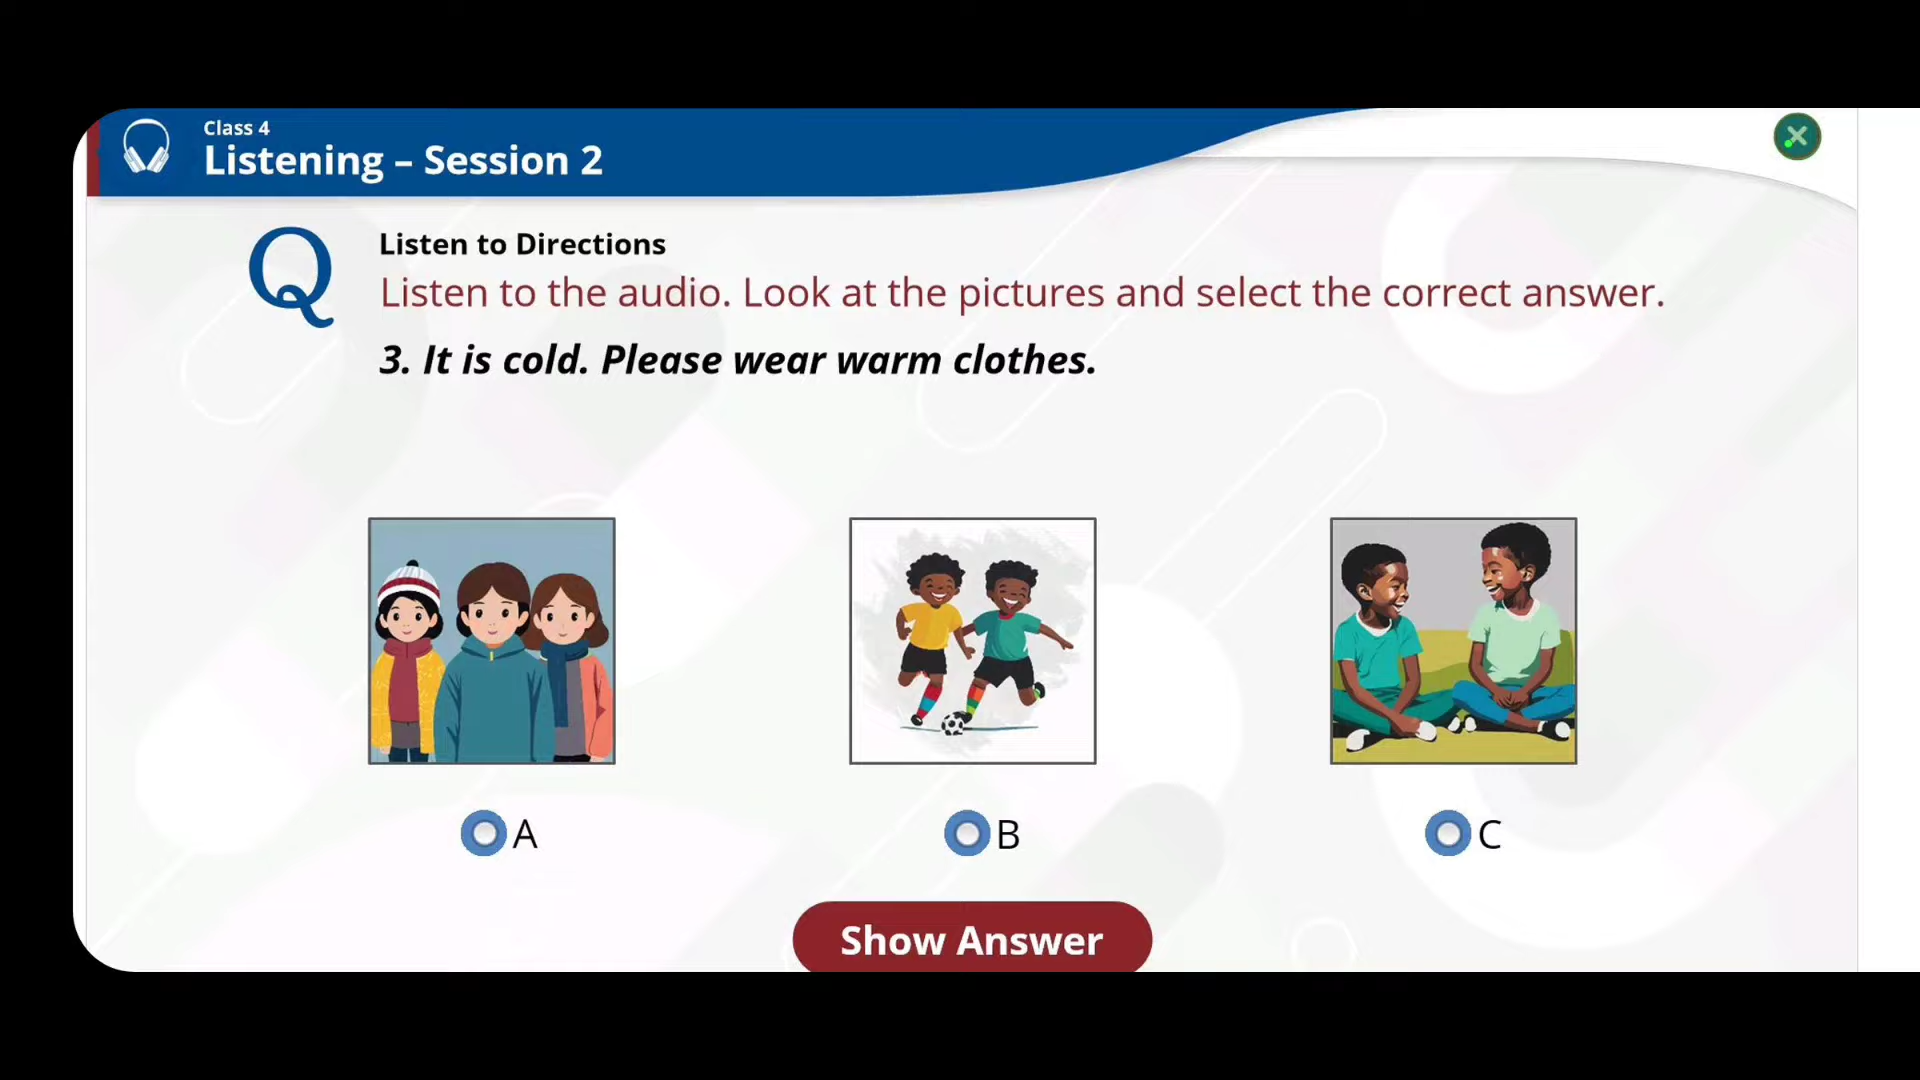 Class 4
Listening – Session 2
Q
Listen to Directions
Listen to the audio. Look at the pictures and select the correct answer.
3. It is cold. Please wear warm clothes.
A
B
C
Show Answer